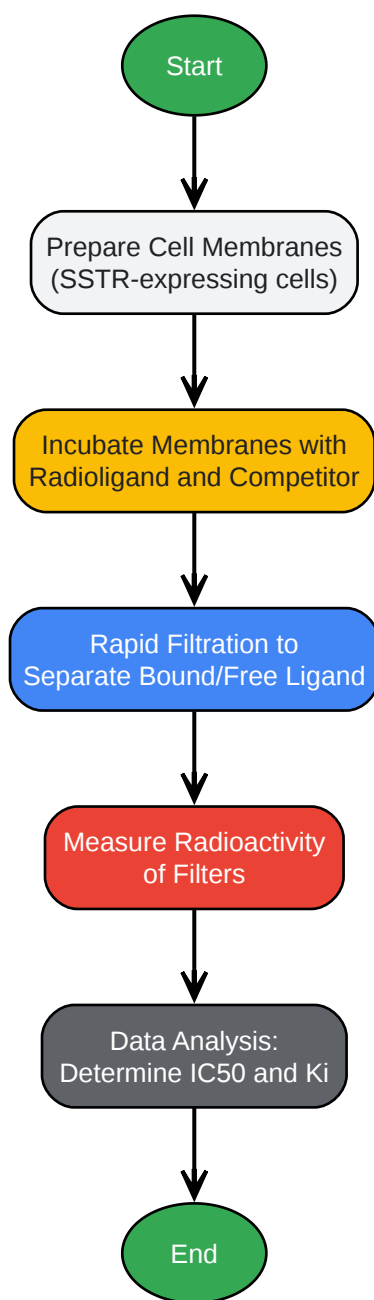 Start
Prepare Cell Membranes
(SSTR-expressing cells)
Incubate Membranes with
Radioligand and Competitor
Rapid Filtration to
Separate Bound/Free Ligand
Measure Radioactivity
of Filters
Data Analysis:
Determine IC50 and Ki
End